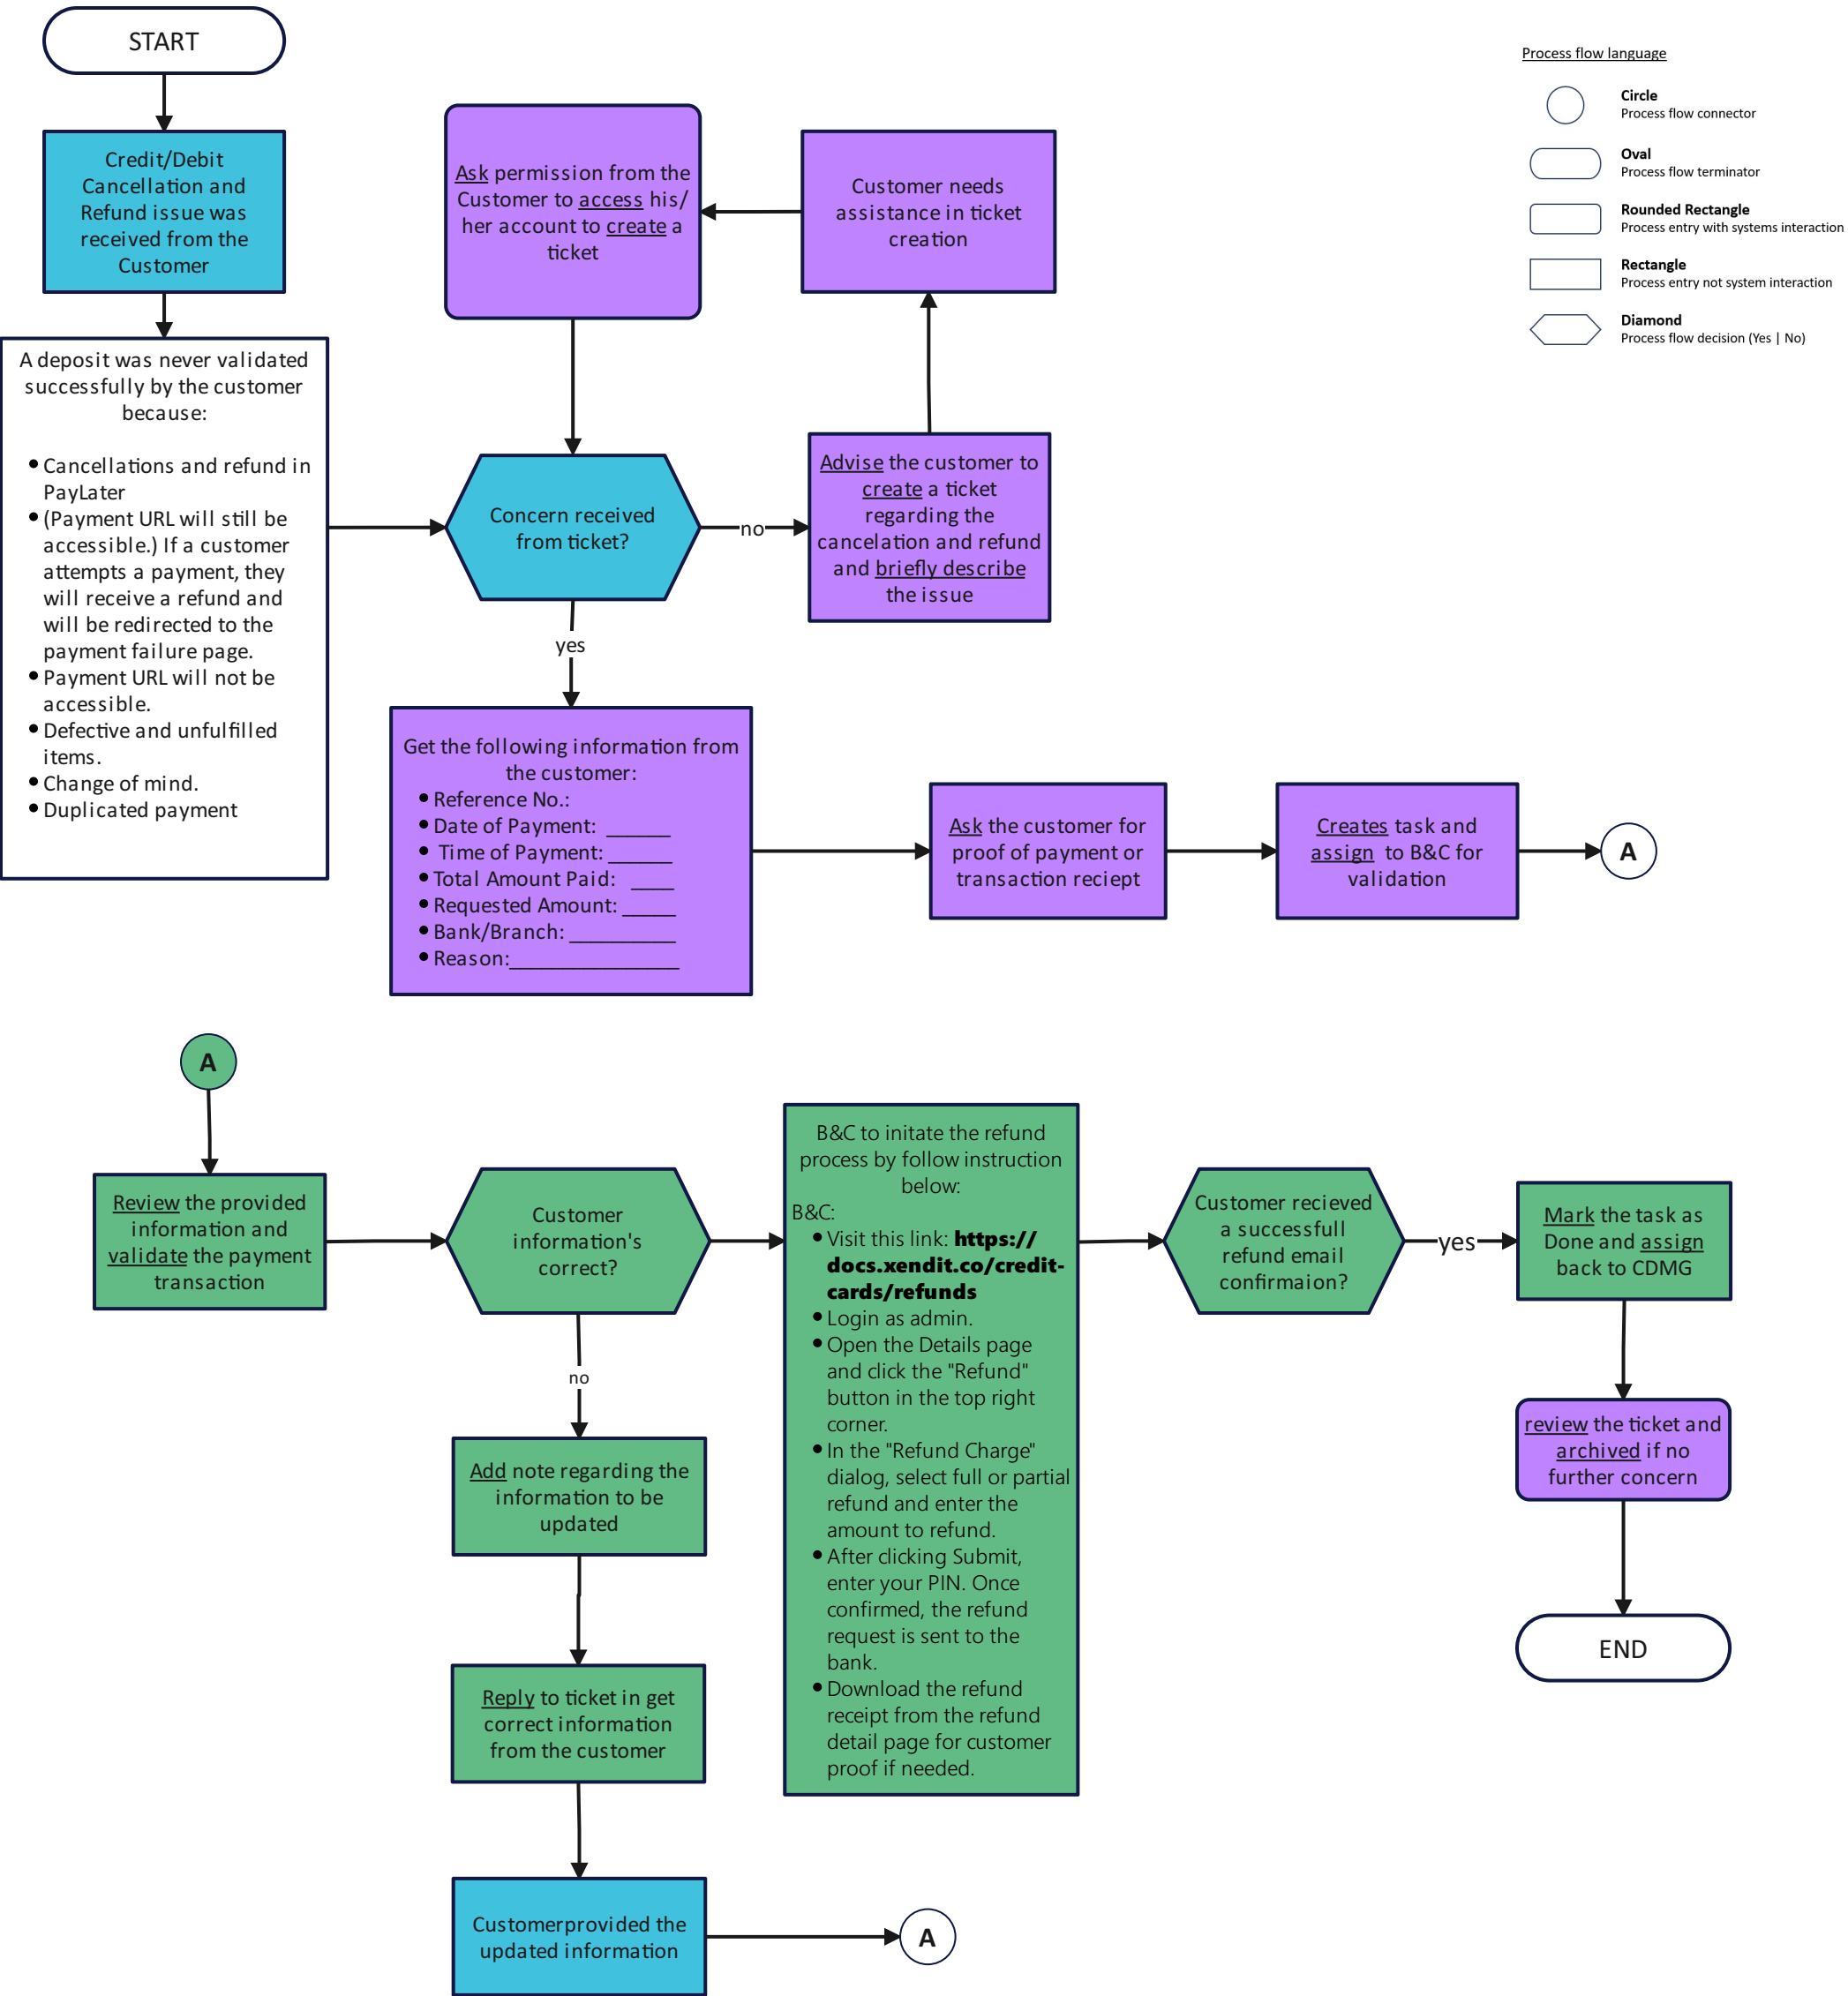 START
Process flow language
Circle
Process flow connector
Oval
Process flow terminator
Rounded Rectangle
Process entry with systems interaction
Rectangle
Process entry not system interaction
Diamond
Process flow decision (Yes | No)
Credit/Debit
Cancellation and
Refund issue was
received from the
Customer
Ask permission from the
Customer to access his/
her account to create a
ticket
Customer needs
assistance in ticket
creation
A deposit was never validated
successfully by the customer
because:
• Cancellations and refund in
PayLater
• (Payment URL will still be
accessible.) If a customer
attempts a payment, they
will receive a refund and
will be redirected to the
payment failure page.
• Payment URL will not be
accessible.
• Defective and unfulfilled
items.
• Change of mind.
• Duplicated payment
Concern received
from ticket?
no
Advise the customer to
create a ticket
regarding the
cancelation and refund
and briefly describe
the issue
yes
Get the following information from
the customer:
• Reference No.:
• Date of Payment: ______
• Time of Payment: ______
• Total Amount Paid: ____
• Requested Amount: _____
• Bank/Branch: __________
• Reason:________________
Ask the customer for
proof of payment or
transaction reciept
Creates task and
assign to B&C for
validation
A
A
Review the provided
information and
validate the payment
transaction
Customer
information's
correct?
no
Add note regarding the
information to be
updated
Reply to ticket in get
correct information
from the customer
Customerprovided the
updated information
A
B&C to initate the refund
process by follow instruction
below:
B&C:
• Visit this link: https://
docs.xendit.co/credit-
cards/refunds
• Login as admin.
• Open the Details page
and click the "Refund"
button in the top right
corner.
• In the "Refund Charge"
dialog, select full or partial
refund and enter the
amount to refund.
• After clicking Submit,
enter your PIN. Once
confirmed, the refund
request is sent to the
bank.
• Download the refund
receipt from the refund
detail page for customer
proof if needed.
Customer recieved
a successfull
refund email
confirmaion?
yes
Mark the task as
Done and assign
back to CDMG
review the ticket and
archived if no
further concern
END